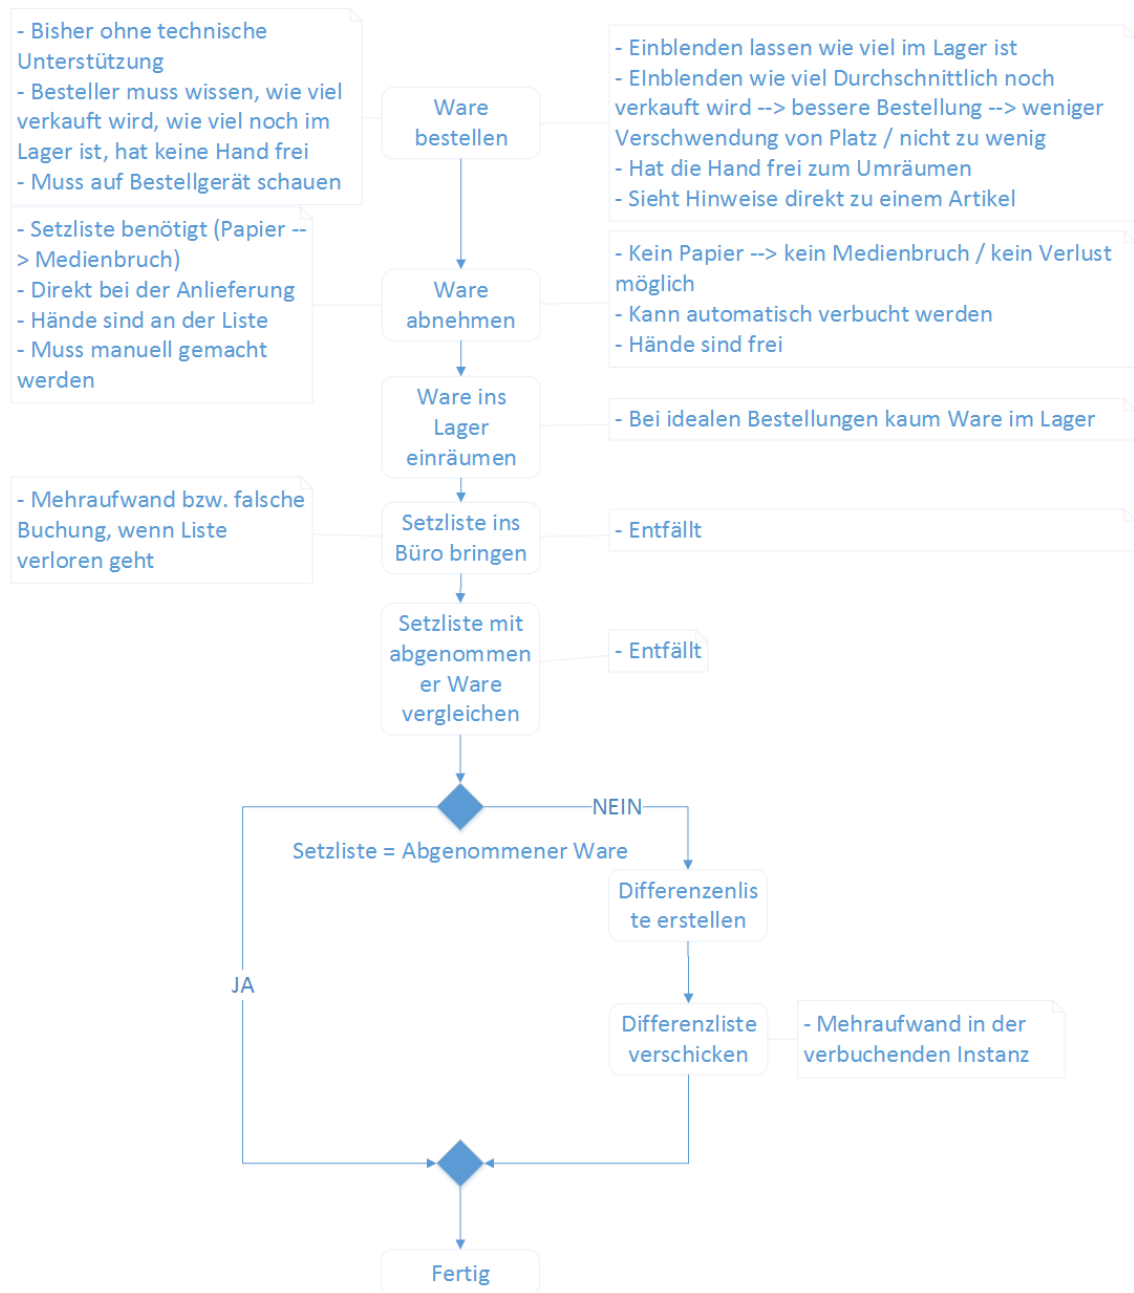 - Bisher ohne technische
Unterstützung
- Besteller muss wissen, wie viel
verkauft wird, wie viel noch im
Lager ist, hat keine Hand frei
- Muss auf Bestellgerät schauen
Ware
bestellen
- Einblenden lassen wie viel im Lager ist
- EInblenden wie viel Durchschnittlich noch
verkauft wird --> bessere Bestellung --> weniger
Verschwendung von Platz / nicht zu wenig
- Hat die Hand frei zum Umräumen
- Sieht Hinweise direkt zu einem Artikel
- Setzliste benötigt (Papier --
> Medienbruch)
- Direkt bei der Anlieferung
- Hände sind an der Liste
- Muss manuell gemacht
werden
Ware
abnehmen
- Kein Papier --> kein Medienbruch / kein Verlust
möglich
- Kann automatisch verbucht werden
- Hände sind frei
Ware ins
Lager
einräumen
- Bei idealen Bestellungen kaum Ware im Lager
- Mehraufwand bzw. falsche
Buchung, wenn Liste
verloren geht
Setzliste ins
Büro bringen
- Entfällt
Setzliste mit
abgenommen
er Ware
vergleichen
- Entfällt
NEIN
Setzliste = Abgenommener Ware
Differenzenlis
te erstellen
JA
Differenzliste
verschicken
- Mehraufwand in der
verbuchenden Instanz
Fertig